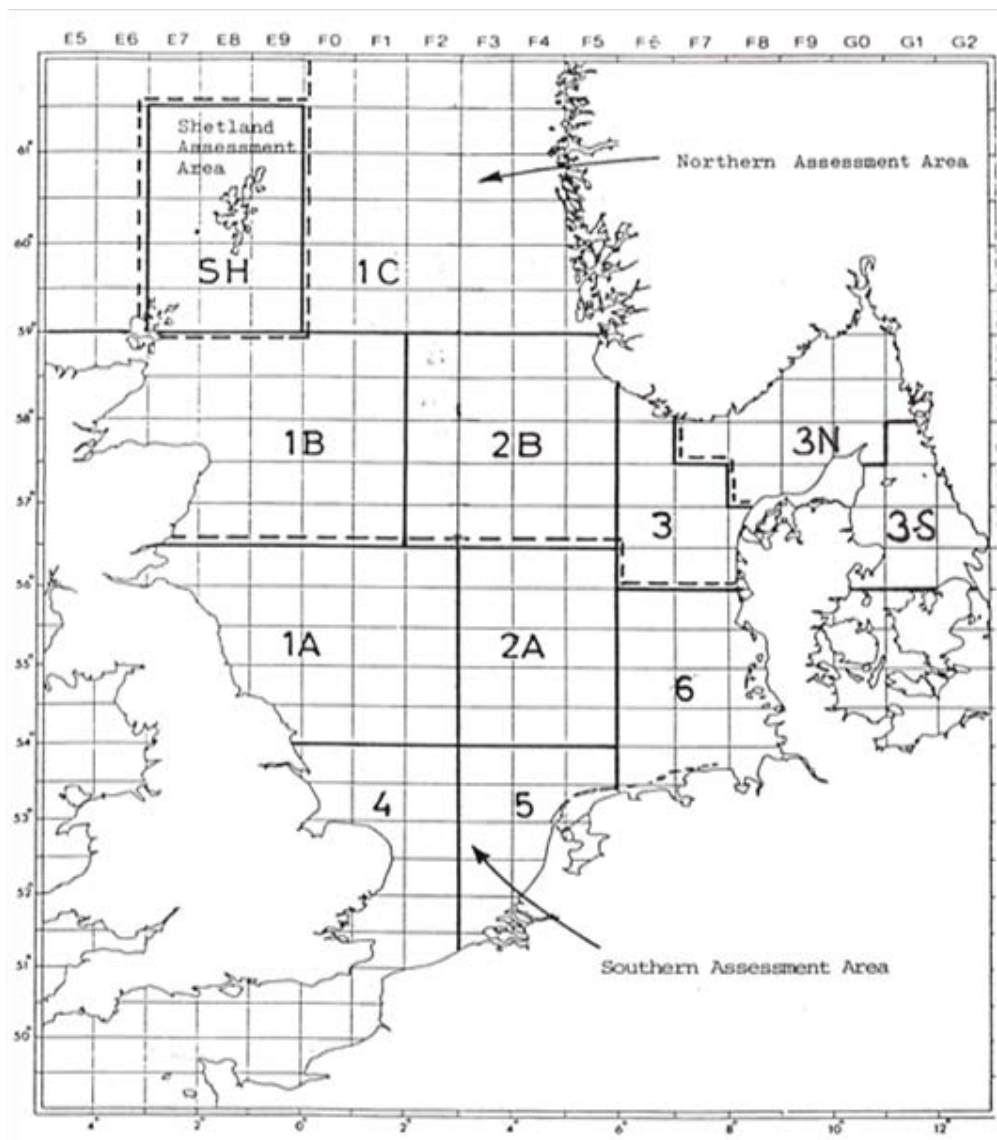 E5 E6 E7 E8 E9 F0 F1 F2 F3 F4 F5 F6 F7 F8 F9 G0 G1 G2
Shetland
Assessment
Area
Northern Assessment Area
61°
60°
SH
1C
59°
58°
1B
2B
3N
57°
3
3-S
56°
1A
2A
55°
6
54°
4
5
53°
52°
51°
Southern Assessment Area
50°
4° 2° 0° 2° 4° 6° 8° 10° 12°